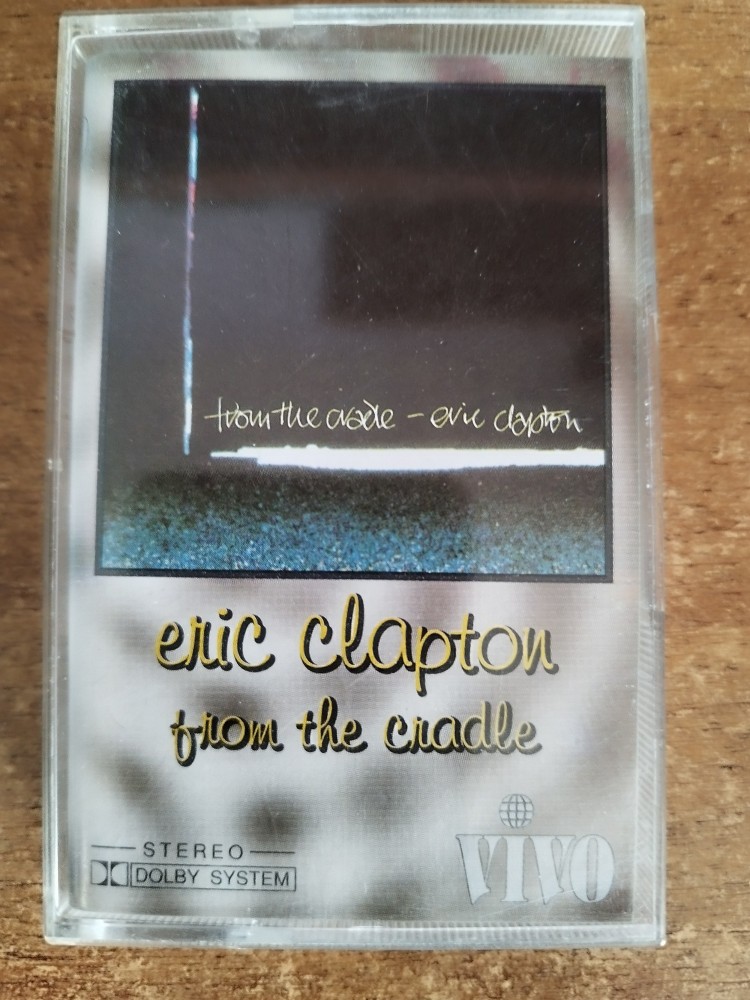 from the cradle - eric clapton
eric clapton
from the cradle
STEREO
DOLBY SYSTEM
VIVO